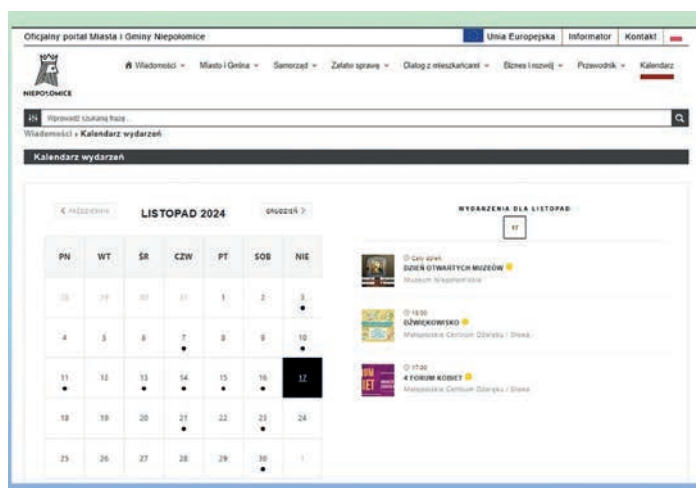 Oficjalny portal Miasta i Gminy Niepołomice
Unia Europejska
Informator
Kontakt
NIEPOŁOMICE
Wiadomości
Miasto i Gmina
Samorząd
Załatw sprawę
Dialog z mieszkańcami
Biznes i rozwój
Przewodnik
Kalendarz
Wprowadź szukaną frazę
Wiadomości › Kalendarz wydarzeń
Kalendarz wydarzeń
PAŹDZIERNIK
LISTOPAD 2024
GRUDZIEŃ
PN WT ŚR CZW PT SOB NIE
28 29 30 31 1 2 3
4 5 6 7 8 9 10
11 12 13 14 15 16 17
18 19 20 21 22 23 24
25 26 27 28 29 30 1
WYDARZENIA DLA LISTOPAD
17
Cały dzień
DZIEŃ OTWARTYCH MUZEÓW
Muzeum Niepołomickie
DŹWIĘKOWISKO
Małopolskie Centrum Dźwięku i Słowa
17:00
4 FORUM KOBIET
Małopolskie Centrum Dźwięku i Słowa